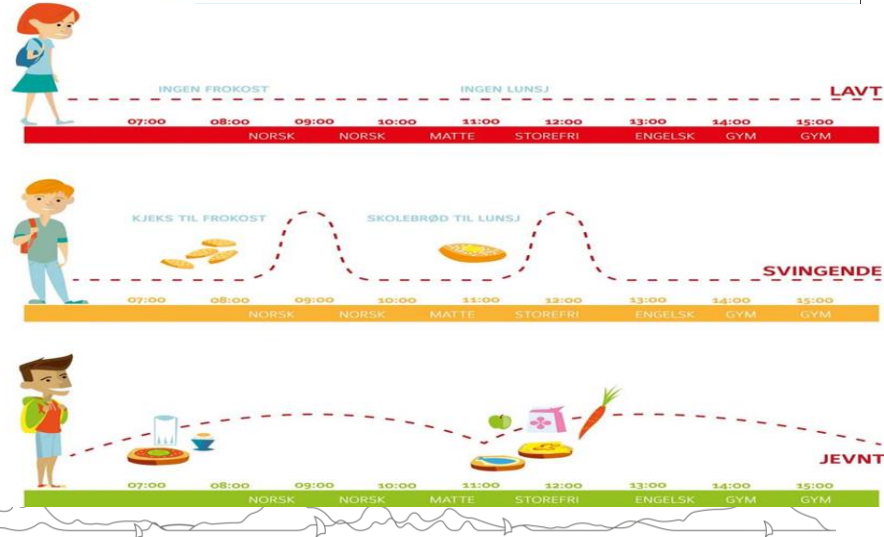 INGEN FROKOST INGEN LUNSJ
LAVT
07:00 08:00 09:00 10:00 11:00 12:00 13:00 14:00 15:00
NORSK NORSK MATTE STOREFRI ENGELSK GYM GYM
KJEKS TIL FROKOST SKOLEBRØD TIL LUNSJ
SVINGENDE
07:00 08:00 09:00 10:00 11:00 12:00 13:00 14:00 15:00
NORSK NORSK MATTE STOREFRI ENGELSK GYM GYM
JEVNT
07:00 08:00 09:00 10:00 11:00 12:00 13:00 14:00 15:00
NORSK NORSK MATTE STOREFRI ENGELSK GYM GYM